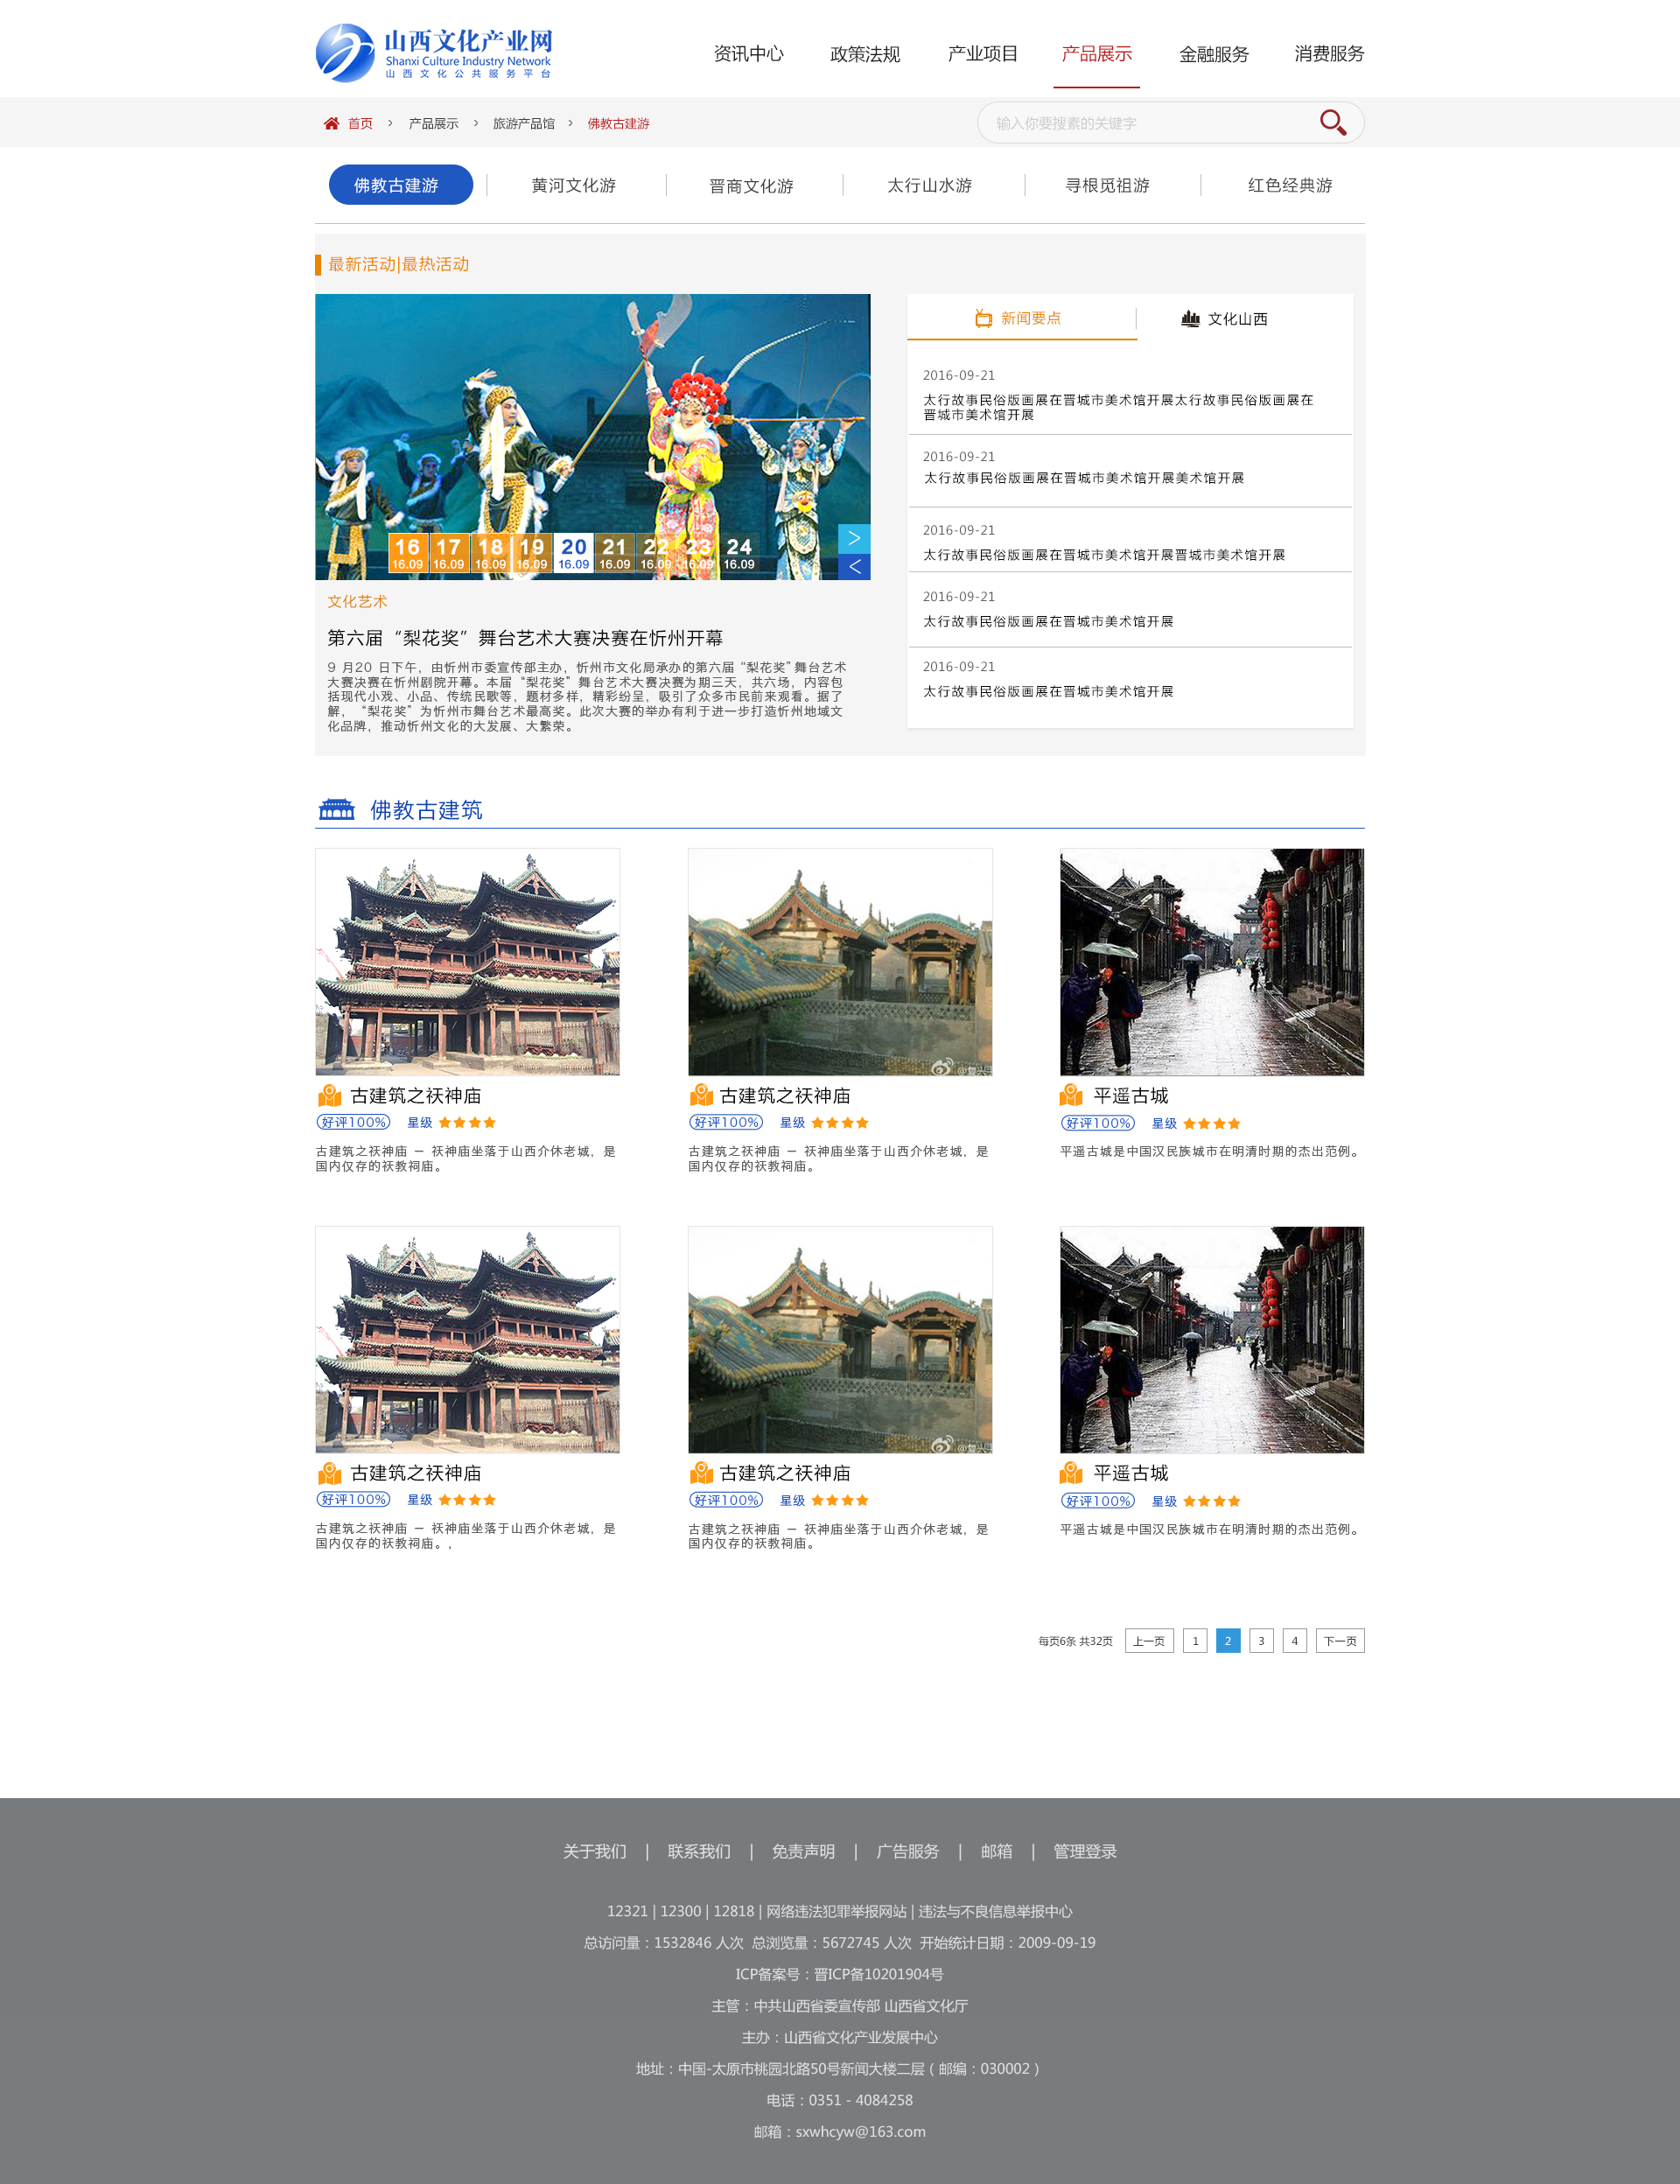 山西文化产业网
Shanxi Culture Industry Network
山西文化公共服务平台
资讯中心 政策法规 产业项目 产品展示 金融服务 消费服务
首页 > 产品展示 > 旅游产品馆 > 佛教古建游
输入你要搜素的关键字
佛教古建游 黄河文化游 晋商文化游 太行山水游 寻根觅祖游 红色经典游
最新活动|最热活动
16 17 18 19 20 21 22 23 24
16.09 16.09 16.09 16.09 16.09 16.09 16.09 16.09 16.09
>
<
文化艺术
第六届“梨花奖”舞台艺术大赛决赛在忻州开幕
9 月20 日下午，由忻州市委宣传部主办，忻州市文化局承办的第六届“梨花奖”舞台艺术
大赛决赛在忻州剧院开幕。本届“梨花奖”舞台艺术大赛决赛为期三天，共六场，内容包
括现代小戏、小品、传统民歌等，题材多样，精彩纷呈，吸引了众多市民前来观看。据了
解，“梨花奖”为忻州市舞台艺术最高奖。此次大赛的举办有利于进一步打造忻州地域文
化品牌，推动忻州文化的大发展、大繁荣。
新闻要点 文化山西
2016-09-21
太行故事民俗版画展在晋城市美术馆开展太行故事民俗版画展在
晋城市美术馆开展
2016-09-21
太行故事民俗版画展在晋城市美术馆开展美术馆开展
2016-09-21
太行故事民俗版画展在晋城市美术馆开展晋城市美术馆开展
2016-09-21
太行故事民俗版画展在晋城市美术馆开展
2016-09-21
太行故事民俗版画展在晋城市美术馆开展
佛教古建筑
古建筑之祆神庙
好评100% 星级
古建筑之祆神庙 — 祆神庙坐落于山西介休老城，是
国内仅存的祆教祠庙。
古建筑之祆神庙
好评100% 星级
古建筑之祆神庙 — 祆神庙坐落于山西介休老城，是
国内仅存的祆教祠庙。
平遥古城
好评100% 星级
平遥古城是中国汉民族城市在明清时期的杰出范例。
古建筑之祆神庙
好评100% 星级
古建筑之祆神庙 — 祆神庙坐落于山西介休老城，是
国内仅存的祆教祠庙。，
古建筑之祆神庙
好评100% 星级
古建筑之祆神庙 — 祆神庙坐落于山西介休老城，是
国内仅存的祆教祠庙。
平遥古城
好评100% 星级
平遥古城是中国汉民族城市在明清时期的杰出范例。
每页6条 共32页 上一页 1 2 3 4 下一页
关于我们 | 联系我们 | 免责声明 | 广告服务 | 邮箱 | 管理登录
12321 | 12300 | 12818 | 网络违法犯罪举报网站 | 违法与不良信息举报中心
总访问量：1532846 人次 总浏览量：5672745 人次 开始统计日期：2009-09-19
ICP备案号：晋ICP备10201904号
主管：中共山西省委宣传部 山西省文化厅
主办：山西省文化产业发展中心
地址：中国-太原市桃园北路50号新闻大楼二层（邮编：030002）
电话：0351 - 4084258
邮箱：sxwhcyw@163.com